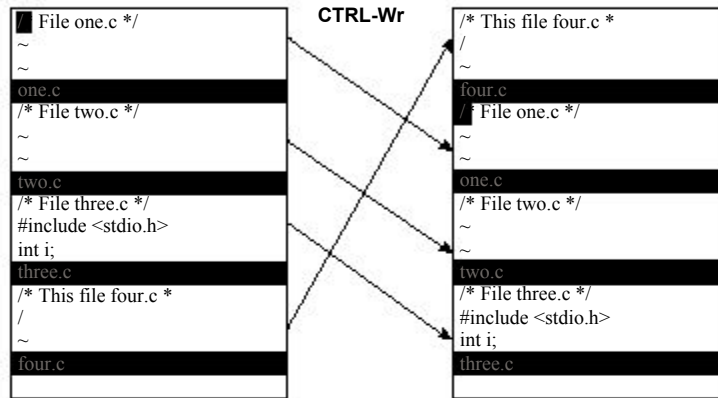 CTRL-Wr
/* File one.c */
~
~
one.c
/* File two.c */
~
~
two.c
/* File three.c */
#include <stdio.h>
int i;
three.c
/* This file four.c *
/
~
four.c
/* This file four.c *
/
~
four.c
/* File one.c */
~
~
one.c
/* File two.c */
~
~
two.c
/* File three.c */
#include <stdio.h>
int i;
three.c